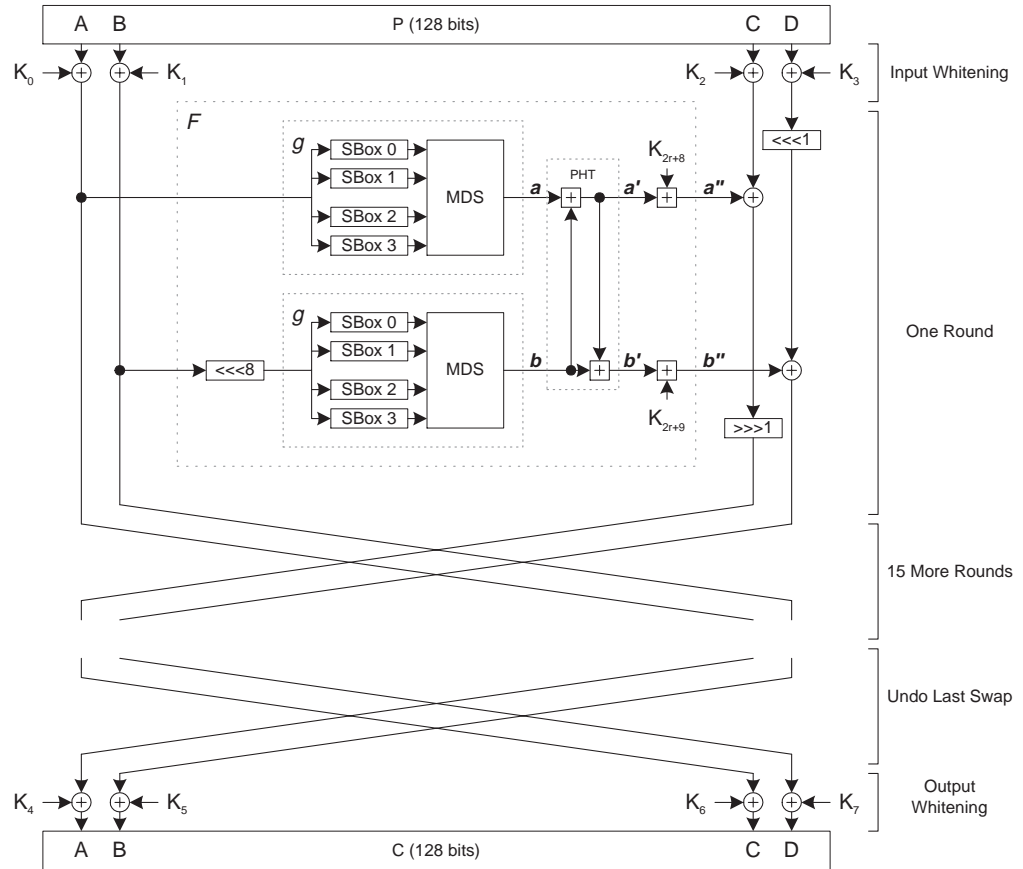 A B P (128 bits) C D
K0 K1 K2 K3 Input Whitening
F
<<<1
g SBox 0
K2r+8
SBox 1 PHT
MDS a a' a''
SBox 2
SBox 3
One Round
g SBox 0
SBox 1
<<<8 MDS b b' b''
SBox 2
SBox 3 K2r+9
>>>1
15 More Rounds
Undo Last Swap
K4 K5 K6 K7 Output
Whitening
A B C (128 bits) C D